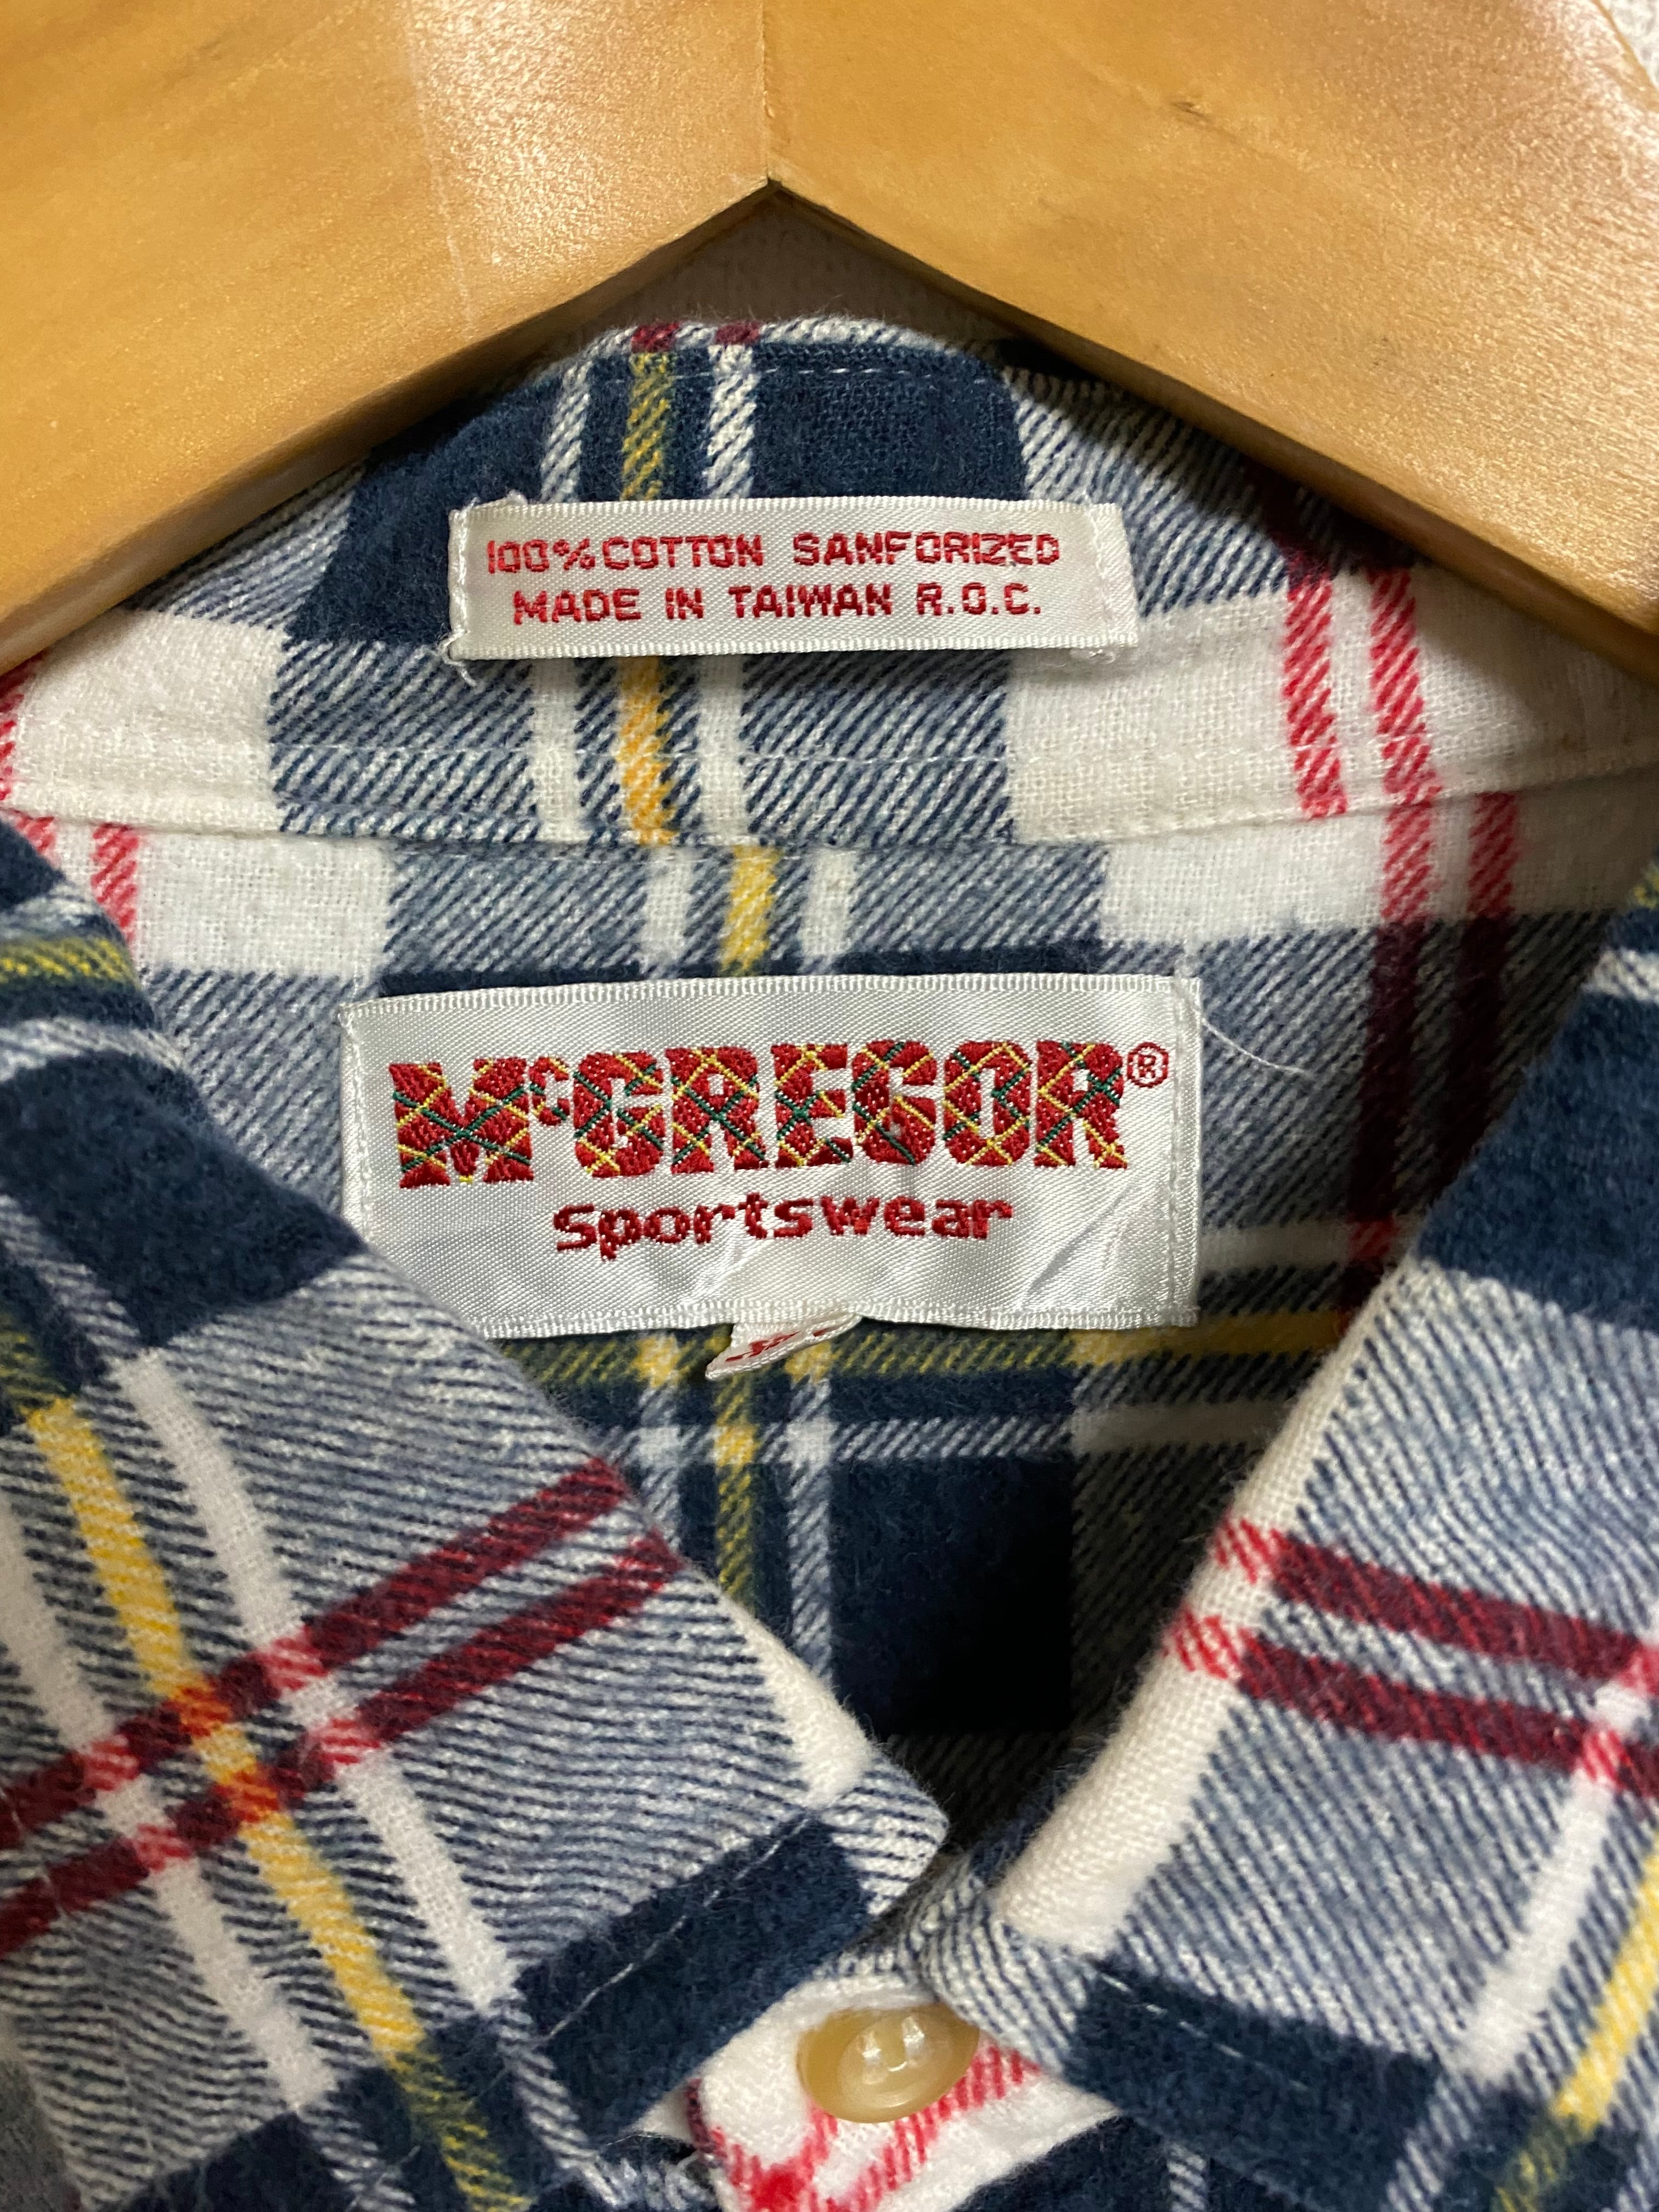 100% COTTON SANFORIZED
MADE IN TAIWAN R.O.C.
McGREGOR®
sportswear